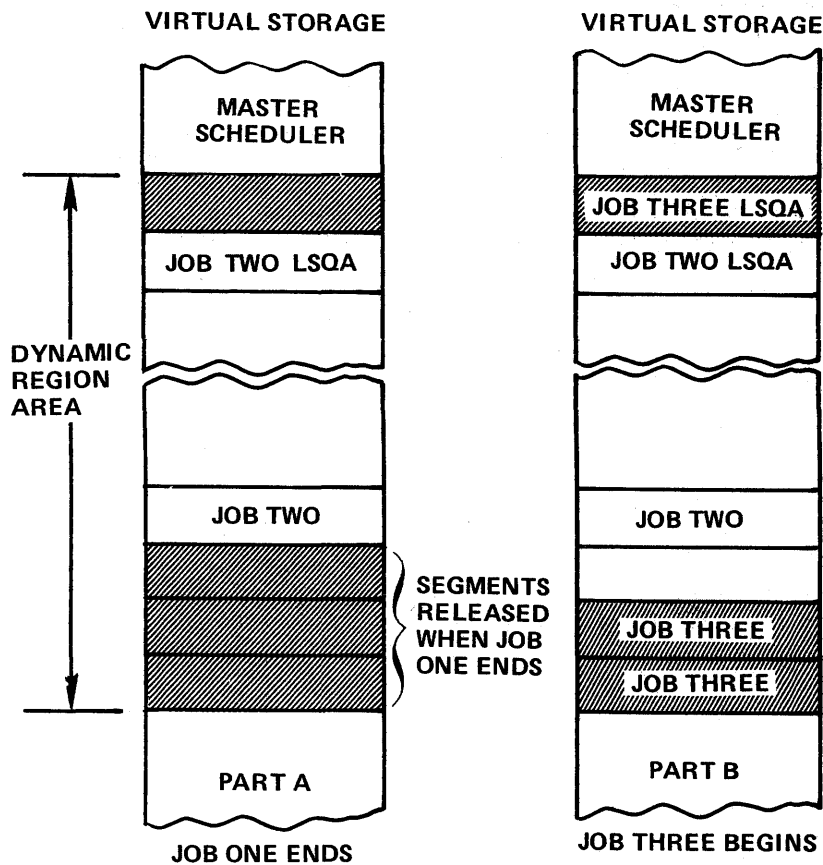 VIRTUAL STORAGE
MASTER
SCHEDULER
JOB TWO LSQA
DYNAMIC
REGION
AREA
JOB TWO
SEGMENTS
RELEASED
WHEN JOB
ONE ENDS
PART A
JOB ONE ENDS
VIRTUAL STORAGE
MASTER
SCHEDULER
JOB THREE LSQA
JOB TWO LSQA
JOB TWO
JOB THREE
JOB THREE
PART B
JOB THREE BEGINS